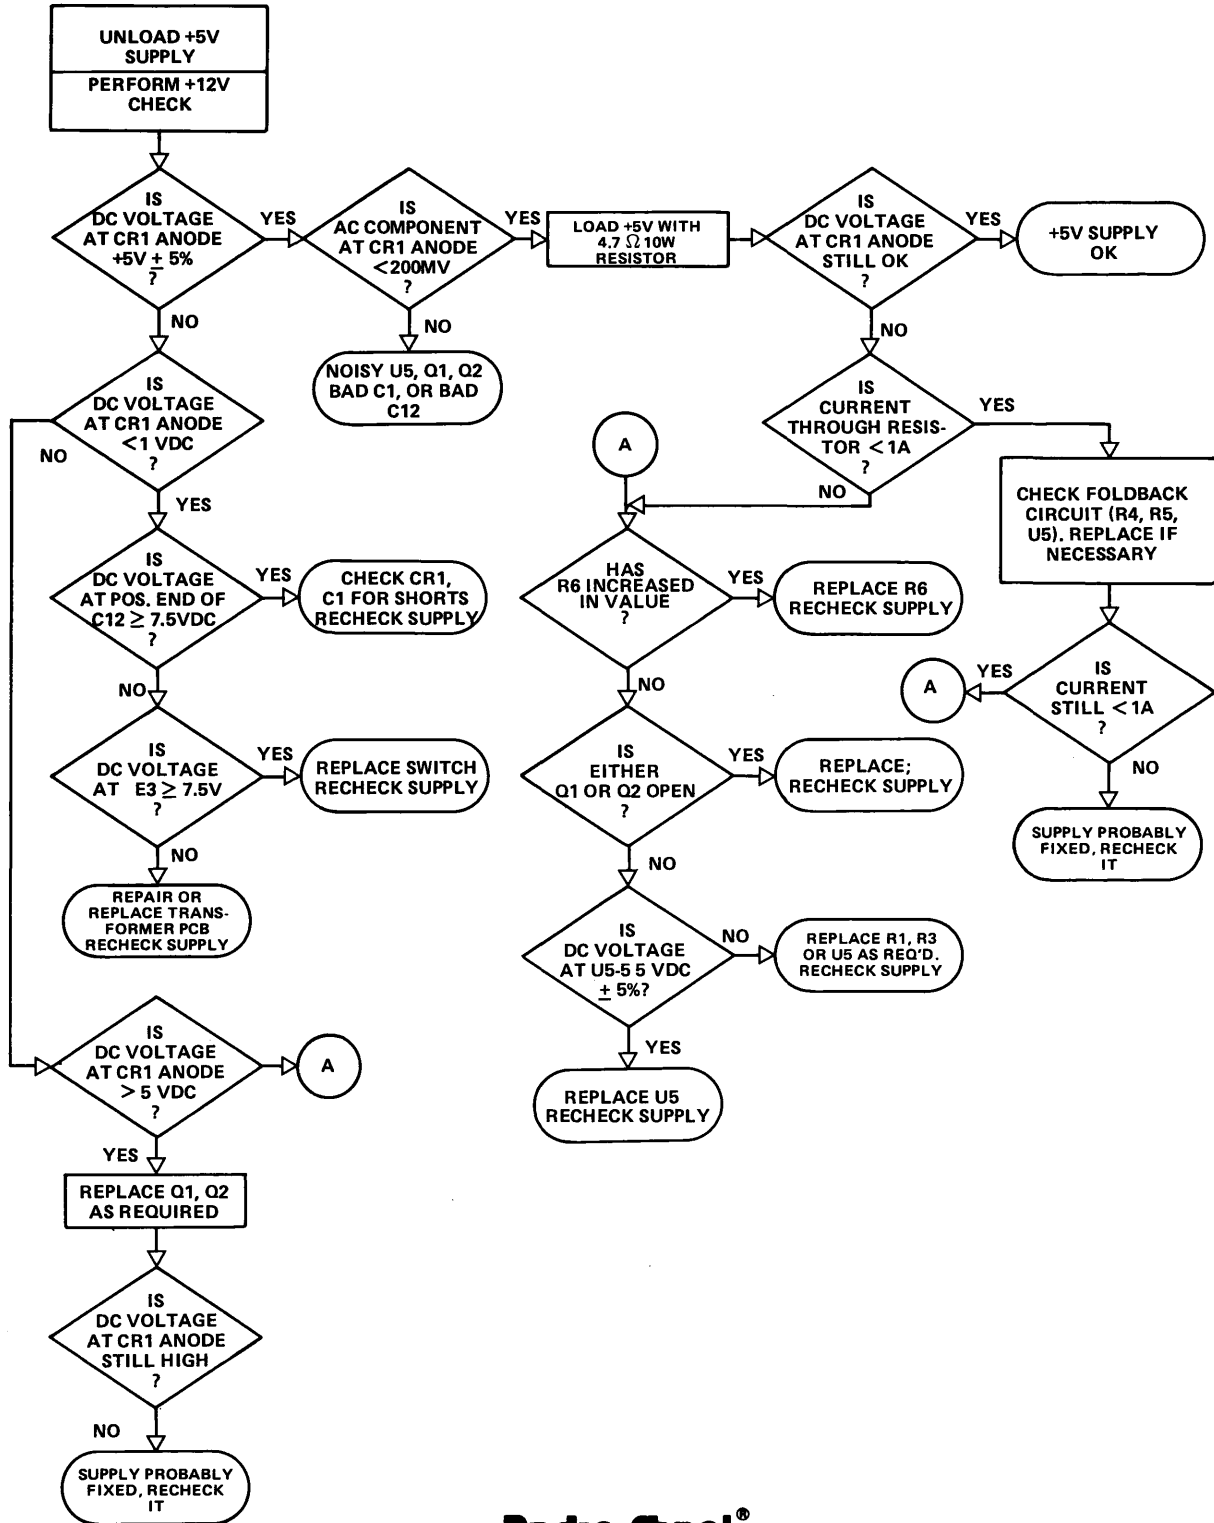 UNLOAD +5V
SUPPLY
PERFORM +12V
CHECK
IS
DC VOLTAGE
AT CR1 ANODE
+5V ± 5%
?
YES
NO
IS
AC COMPONENT
AT CR1 ANODE
<200MV
?
YES
NO
NOISY U5, Q1, Q2
BAD C1, OR BAD
C12
LOAD +5V WITH
4.7 Ω 10W
RESISTOR
IS
DC VOLTAGE
AT CR1 ANODE
STILL OK
?
YES
NO
+5V SUPPLY
OK
IS
DC VOLTAGE
AT CR1 ANODE
<1 VDC
?
NO
YES
IS
CURRENT
THROUGH RESIS-
TOR <1A
?
YES
NO
CHECK FOLDBACK
CIRCUIT (R4, R5,
U5). REPLACE IF
NECESSARY
A
IS
DC VOLTAGE
AT POS. END OF
C12 ≥ 7.5VDC
?
YES
NO
CHECK CR1,
C1 FOR SHORTS
RECHECK SUPPLY
HAS
R6 INCREASED
IN VALUE
?
YES
NO
REPLACE R6
RECHECK SUPPLY
IS
CURRENT
STILL <1A
?
YES
NO
A
SUPPLY PROBABLY
FIXED, RECHECK
IT
IS
DC VOLTAGE
AT E3 ≥ 7.5V
?
YES
NO
REPLACE SWITCH
RECHECK SUPPLY
REPAIR OR
REPLACE TRANS-
FORMER PCB
RECHECK SUPPLY
IS
EITHER
Q1 OR Q2 OPEN
?
YES
NO
REPLACE;
RECHECK SUPPLY
IS
DC VOLTAGE
AT U5-5 5 VDC
± 5%?
NO
YES
REPLACE R1, R3
OR U5 AS REQ'D.
RECHECK SUPPLY
REPLACE U5
RECHECK SUPPLY
IS
DC VOLTAGE
AT CR1 ANODE
> 5 VDC
?
A
YES
REPLACE Q1, Q2
AS REQUIRED
IS
DC VOLTAGE
AT CR1 ANODE
STILL HIGH
?
NO
SUPPLY PROBABLY
FIXED, RECHECK
IT